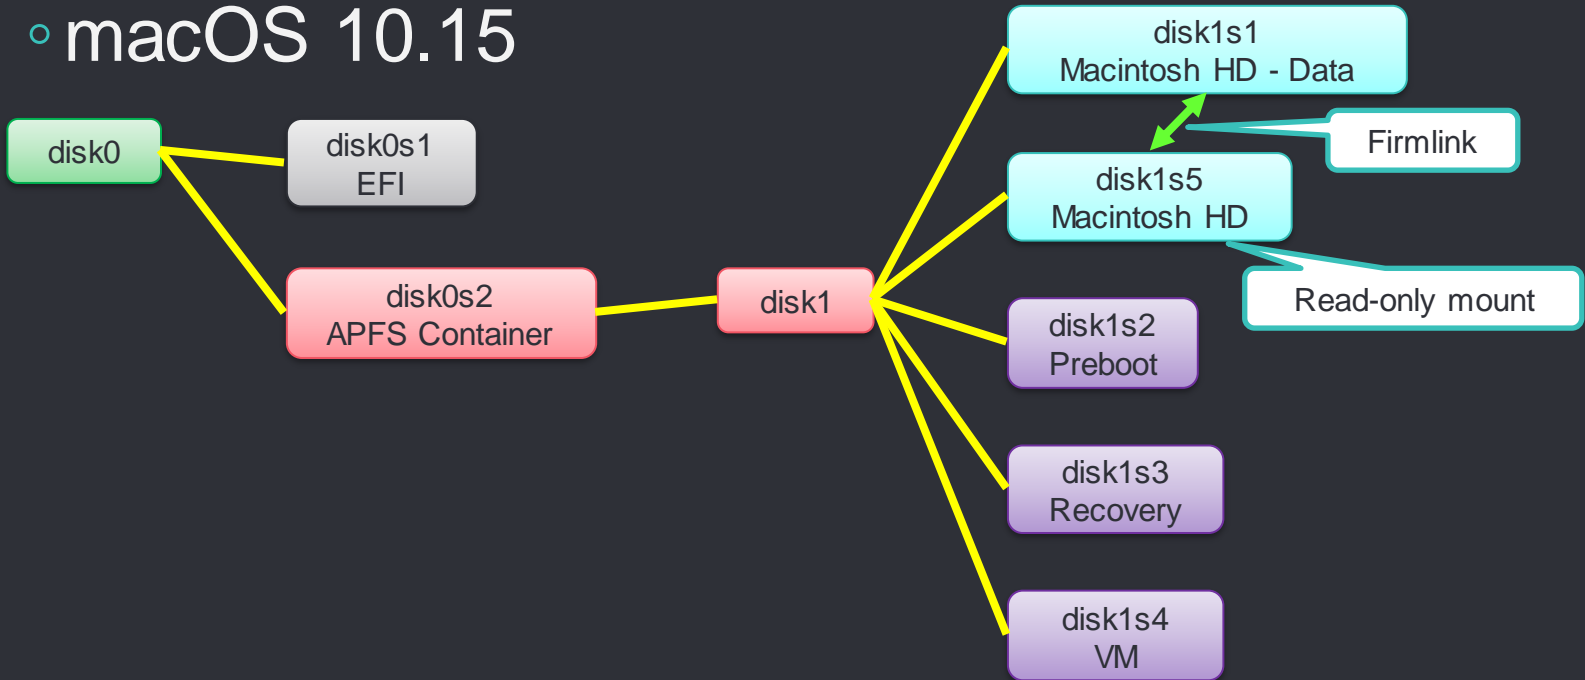 macOS 10.15
disk0
disk0s1
EFI
disk0s2
APFS Container
disk1
disk1s1
Macintosh HD - Data
Firmlink
disk1s5
Macintosh HD
Read-only mount
disk1s2
Preboot
disk1s3
Recovery
disk1s4
VM